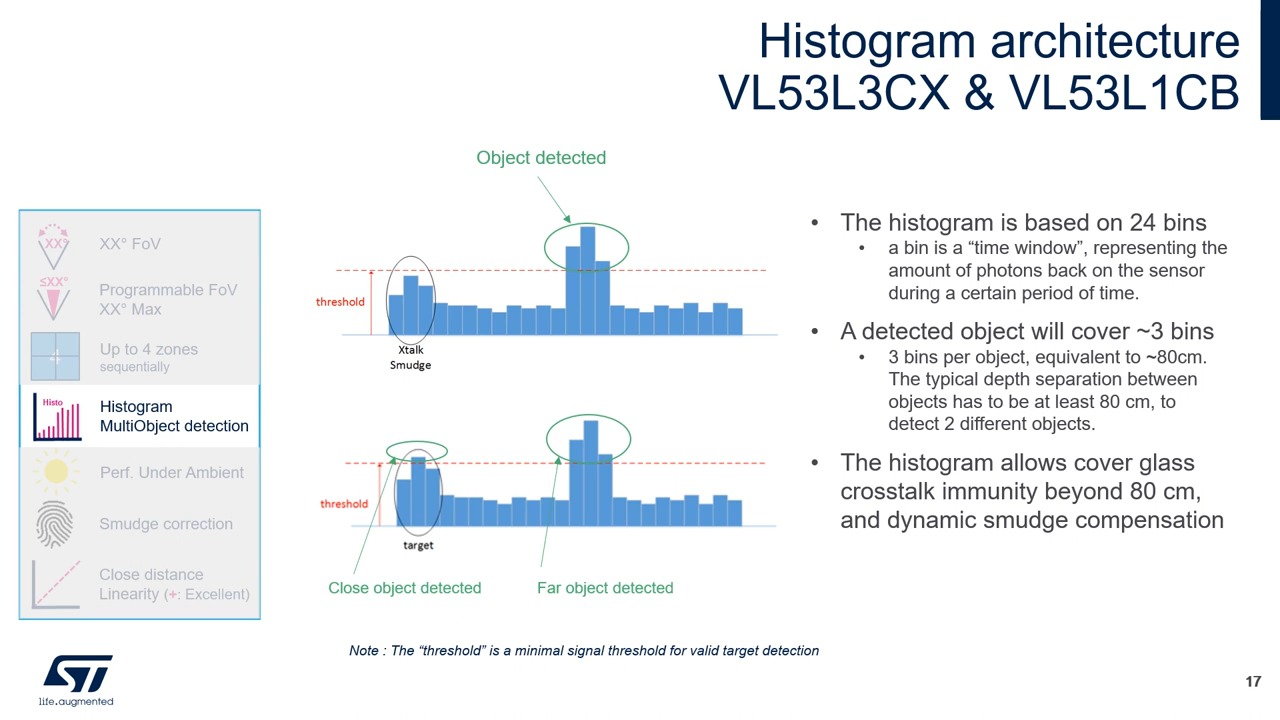 Histogram architecture
VL53L3CX & VL53L1CB
XX°
XX° FoV
≤XX°
Programmable FoV
XX° Max
4
Up to 4 zones
sequentially
Histo
Histogram
MultiObject detection
Perf. Under Ambient
Smudge correction
Close distance
Linearity (+: Excellent)
Object detected
threshold
Xtalk
Smudge
threshold
target
Close object detected
Far object detected
• The histogram is based on 24 bins
• a bin is a “time window”, representing the
amount of photons back on the sensor
during a certain period of time.
• A detected object will cover ~3 bins
• 3 bins per object, equivalent to ~80cm.
The typical depth separation between
objects has to be at least 80 cm, to
detect 2 different objects.
• The histogram allows cover glass
crosstalk immunity beyond 80 cm,
and dynamic smudge compensation
Note : The “threshold” is a minimal signal threshold for valid target detection
ST
life.augmented
17